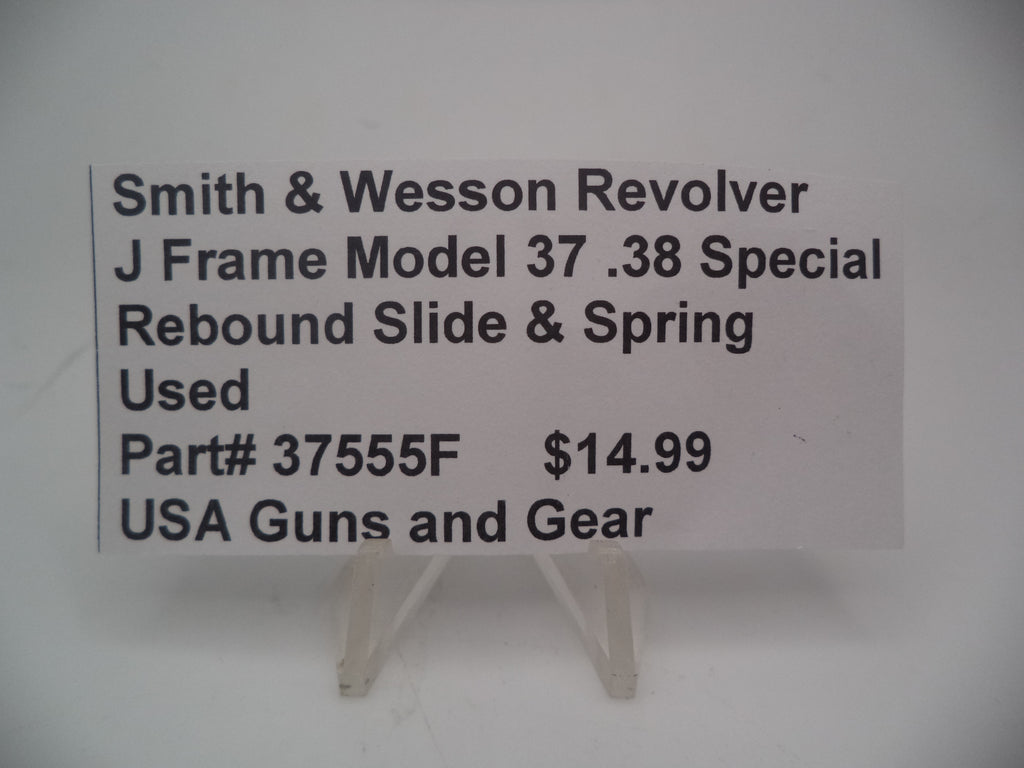 Smith & Wesson Revolver
J Frame Model 37 .38 Special
Rebound Slide & Spring
Used
Part# 37555F $14.99
USA Guns and Gear